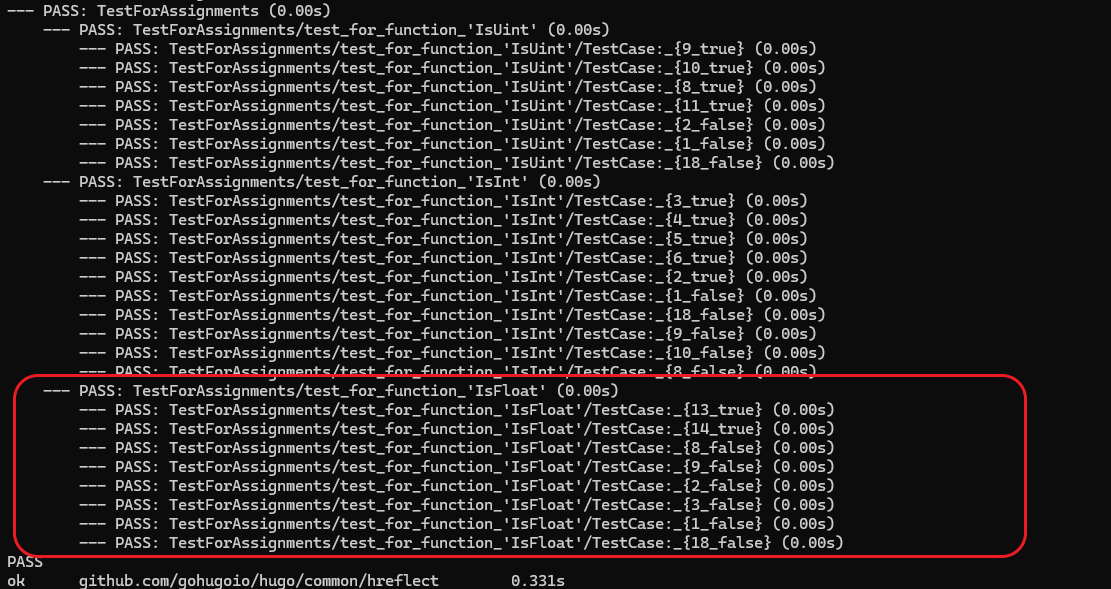 --- PASS: TestForAssignments (0.00s)
    --- PASS: TestForAssignments/test_for_function_'IsUint' (0.00s)
        --- PASS: TestForAssignments/test_for_function_'IsUint'/TestCase:_{9_true} (0.00s)
        --- PASS: TestForAssignments/test_for_function_'IsUint'/TestCase:_{10_true} (0.00s)
        --- PASS: TestForAssignments/test_for_function_'IsUint'/TestCase:_{8_true} (0.00s)
        --- PASS: TestForAssignments/test_for_function_'IsUint'/TestCase:_{11_true} (0.00s)
        --- PASS: TestForAssignments/test_for_function_'IsUint'/TestCase:_{2_false} (0.00s)
        --- PASS: TestForAssignments/test_for_function_'IsUint'/TestCase:_{1_false} (0.00s)
        --- PASS: TestForAssignments/test_for_function_'IsUint'/TestCase:_{18_false} (0.00s)
    --- PASS: TestForAssignments/test_for_function_'IsInt' (0.00s)
        --- PASS: TestForAssignments/test_for_function_'IsInt'/TestCase:_{3_true} (0.00s)
        --- PASS: TestForAssignments/test_for_function_'IsInt'/TestCase:_{4_true} (0.00s)
        --- PASS: TestForAssignments/test_for_function_'IsInt'/TestCase:_{5_true} (0.00s)
        --- PASS: TestForAssignments/test_for_function_'IsInt'/TestCase:_{6_true} (0.00s)
        --- PASS: TestForAssignments/test_for_function_'IsInt'/TestCase:_{2_true} (0.00s)
        --- PASS: TestForAssignments/test_for_function_'IsInt'/TestCase:_{1_false} (0.00s)
        --- PASS: TestForAssignments/test_for_function_'IsInt'/TestCase:_{18_false} (0.00s)
        --- PASS: TestForAssignments/test_for_function_'IsInt'/TestCase:_{9_false} (0.00s)
        --- PASS: TestForAssignments/test_for_function_'IsInt'/TestCase:_{10_false} (0.00s)
        --- PASS: TestForAssignments/test_for_function_'IsInt'/TestCase:_{8_false} (0.00s)
    --- PASS: TestForAssignments/test_for_function_'IsFloat' (0.00s)
        --- PASS: TestForAssignments/test_for_function_'IsFloat'/TestCase:_{13_true} (0.00s)
        --- PASS: TestForAssignments/test_for_function_'IsFloat'/TestCase:_{14_true} (0.00s)
        --- PASS: TestForAssignments/test_for_function_'IsFloat'/TestCase:_{8_false} (0.00s)
        --- PASS: TestForAssignments/test_for_function_'IsFloat'/TestCase:_{9_false} (0.00s)
        --- PASS: TestForAssignments/test_for_function_'IsFloat'/TestCase:_{2_false} (0.00s)
        --- PASS: TestForAssignments/test_for_function_'IsFloat'/TestCase:_{3_false} (0.00s)
        --- PASS: TestForAssignments/test_for_function_'IsFloat'/TestCase:_{1_false} (0.00s)
        --- PASS: TestForAssignments/test_for_function_'IsFloat'/TestCase:_{18_false} (0.00s)
PASS
ok      github.com/gohugoio/hugo/common/hreflect        0.331s